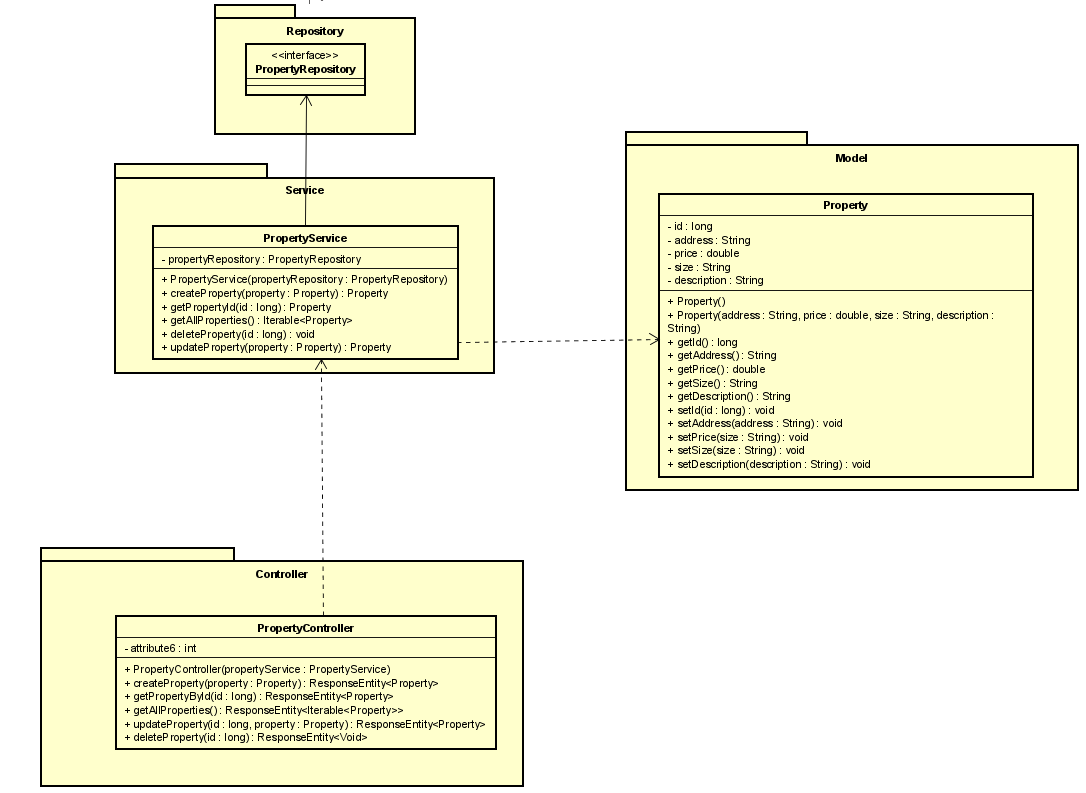 Repository
<<interface>>
PropertyRepository
Service
PropertyService
- propertyRepository : PropertyRepository
+ PropertyService(propertyRepository : PropertyRepository)
+ createProperty(property : Property) : Property
+ getPropertyId(id : long) : Property
+ getAllProperties() : Iterable<Property>
+ deleteProperty(id : long) : void
+ updateProperty(property : Property) : Property
Model
Property
- id : long
- address : String
- price : double
- size : String
- description : String
+ Property()
+ Property(address : String, price : double, size : String, description :
String)
+ getId() : long
+ getAddress() : String
+ getPrice() : double
+ getSize() : String
+ getDescription() : String
+ setId(id : long) : void
+ setAddress(address : String) : void
+ setPrice(size : String) : void
+ setSize(size : String) : void
+ setDescription(description : String) : void
Controller
PropertyController
- attribute6 : int
+ PropertyController(propertyService : PropertyService)
+ createProperty(property : Property) : ResponseEntity<Property>
+ getPropertyById(id : long) : ResponseEntity<Property>
+ getAllProperties() : ResponseEntity<Iterable<Property>>
+ updateProperty(id : long, property : Property) : ResponseEntity<Property>
+ deleteProperty(id : long) : ResponseEntity<Void>